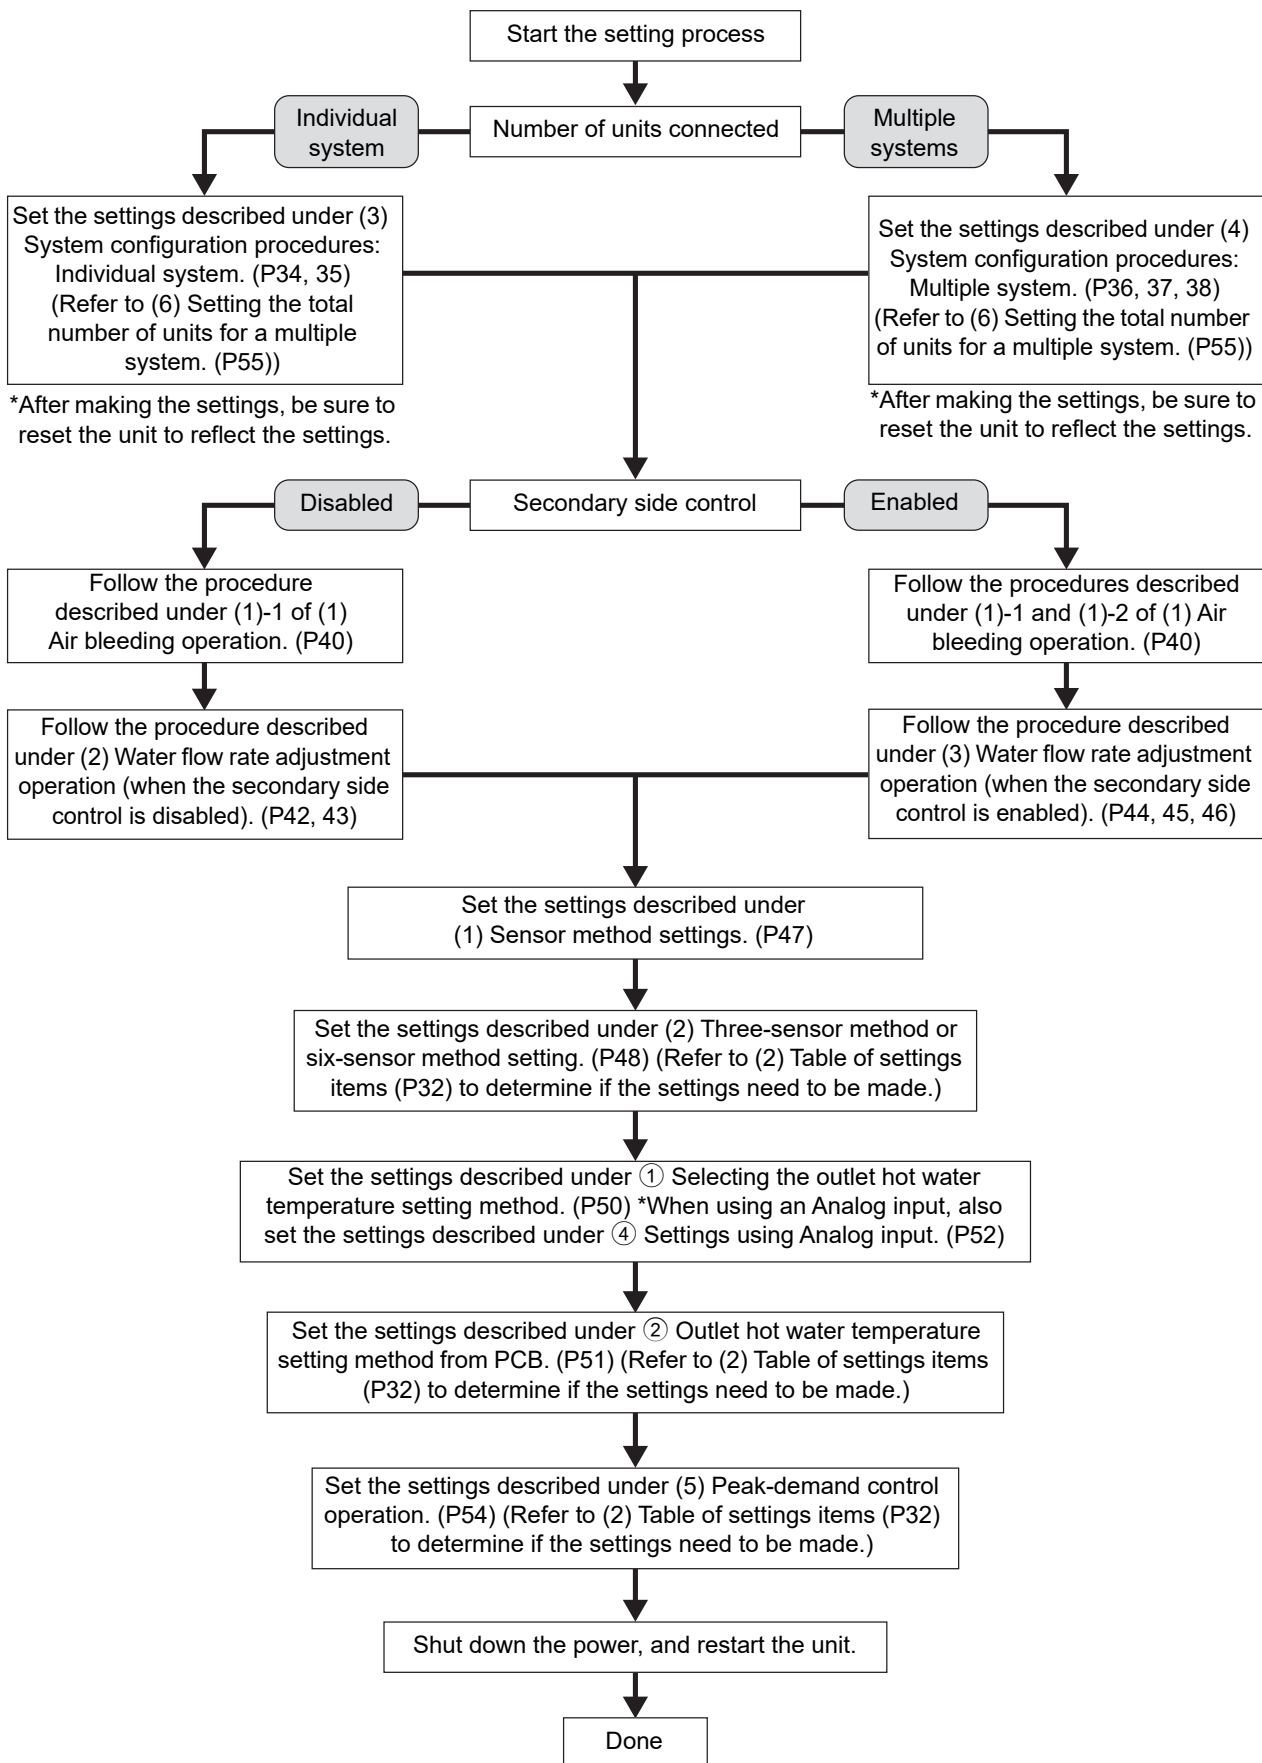 Start the setting process
Individual
system
Number of units connected
Multiple
systems
Set the settings described under (3)
System configuration procedures:
Individual system. (P34, 35)
(Refer to (6) Setting the total
number of units for a multiple
system. (P55))
*After making the settings, be sure to
reset the unit to reflect the settings.
Set the settings described under (4)
System configuration procedures:
Multiple system. (P36, 37, 38)
(Refer to (6) Setting the total number
of units for a multiple system. (P55))
*After making the settings, be sure to
reset the unit to reflect the settings.
Disabled
Secondary side control
Enabled
Follow the procedure
described under (1)-1 of (1)
Air bleeding operation. (P40)
Follow the procedures described
under (1)-1 and (1)-2 of (1) Air
bleeding operation. (P40)
Follow the procedure described
under (2) Water flow rate adjustment
operation (when the secondary side
control is disabled). (P42, 43)
Follow the procedure described
under (3) Water flow rate adjustment
operation (when the secondary side
control is enabled). (P44, 45, 46)
Set the settings described under
(1) Sensor method settings. (P47)
Set the settings described under (2) Three-sensor method or
six-sensor method setting. (P48) (Refer to (2) Table of settings
items (P32) to determine if the settings need to be made.)
Set the settings described under ① Selecting the outlet hot water
temperature setting method. (P50) *When using an Analog input, also
set the settings described under ④ Settings using Analog input. (P52)
Set the settings described under ② Outlet hot water temperature
setting method from PCB. (P51) (Refer to (2) Table of settings items
(P32) to determine if the settings need to be made.)
Set the settings described under (5) Peak-demand control
operation. (P54) (Refer to (2) Table of settings items (P32)
to determine if the settings need to be made.)
Shut down the power, and restart the unit.
Done